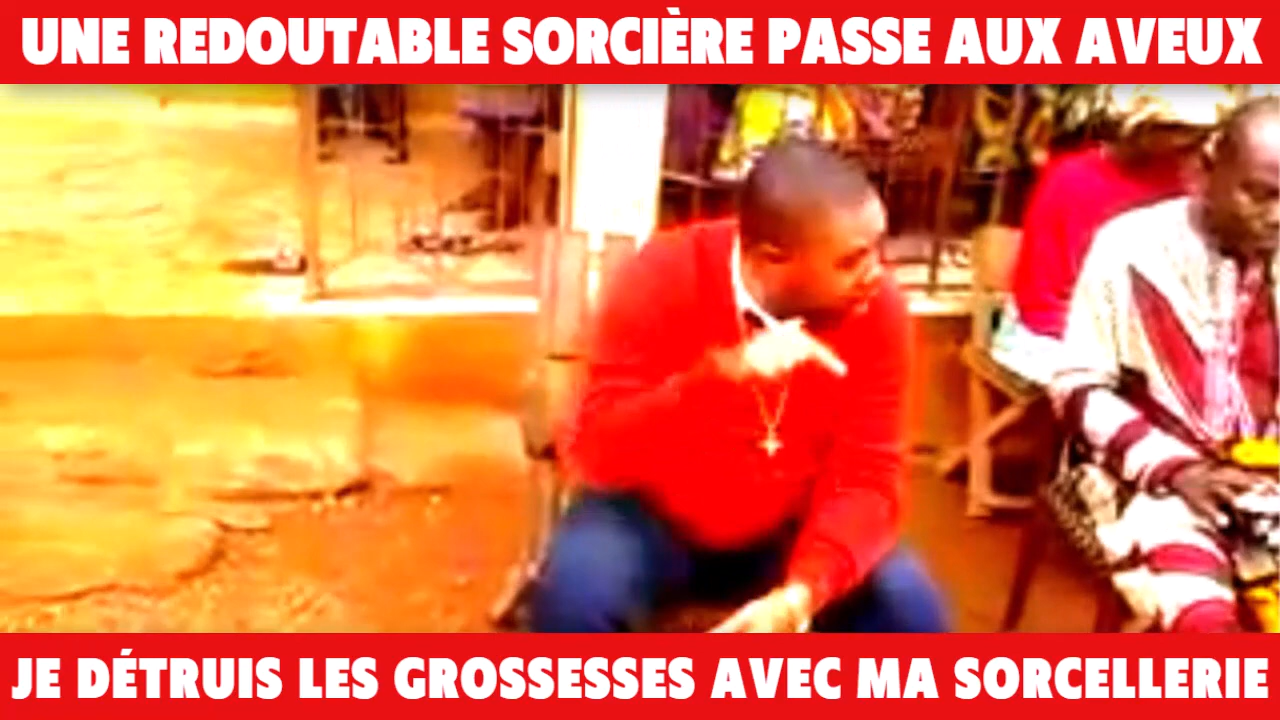 UNE REDOUTABLE SORCIÈRE PASSE AUX AVEUX
JE DÉTRUIS LES GROSSESSES AVEC MA SORCELLERIE